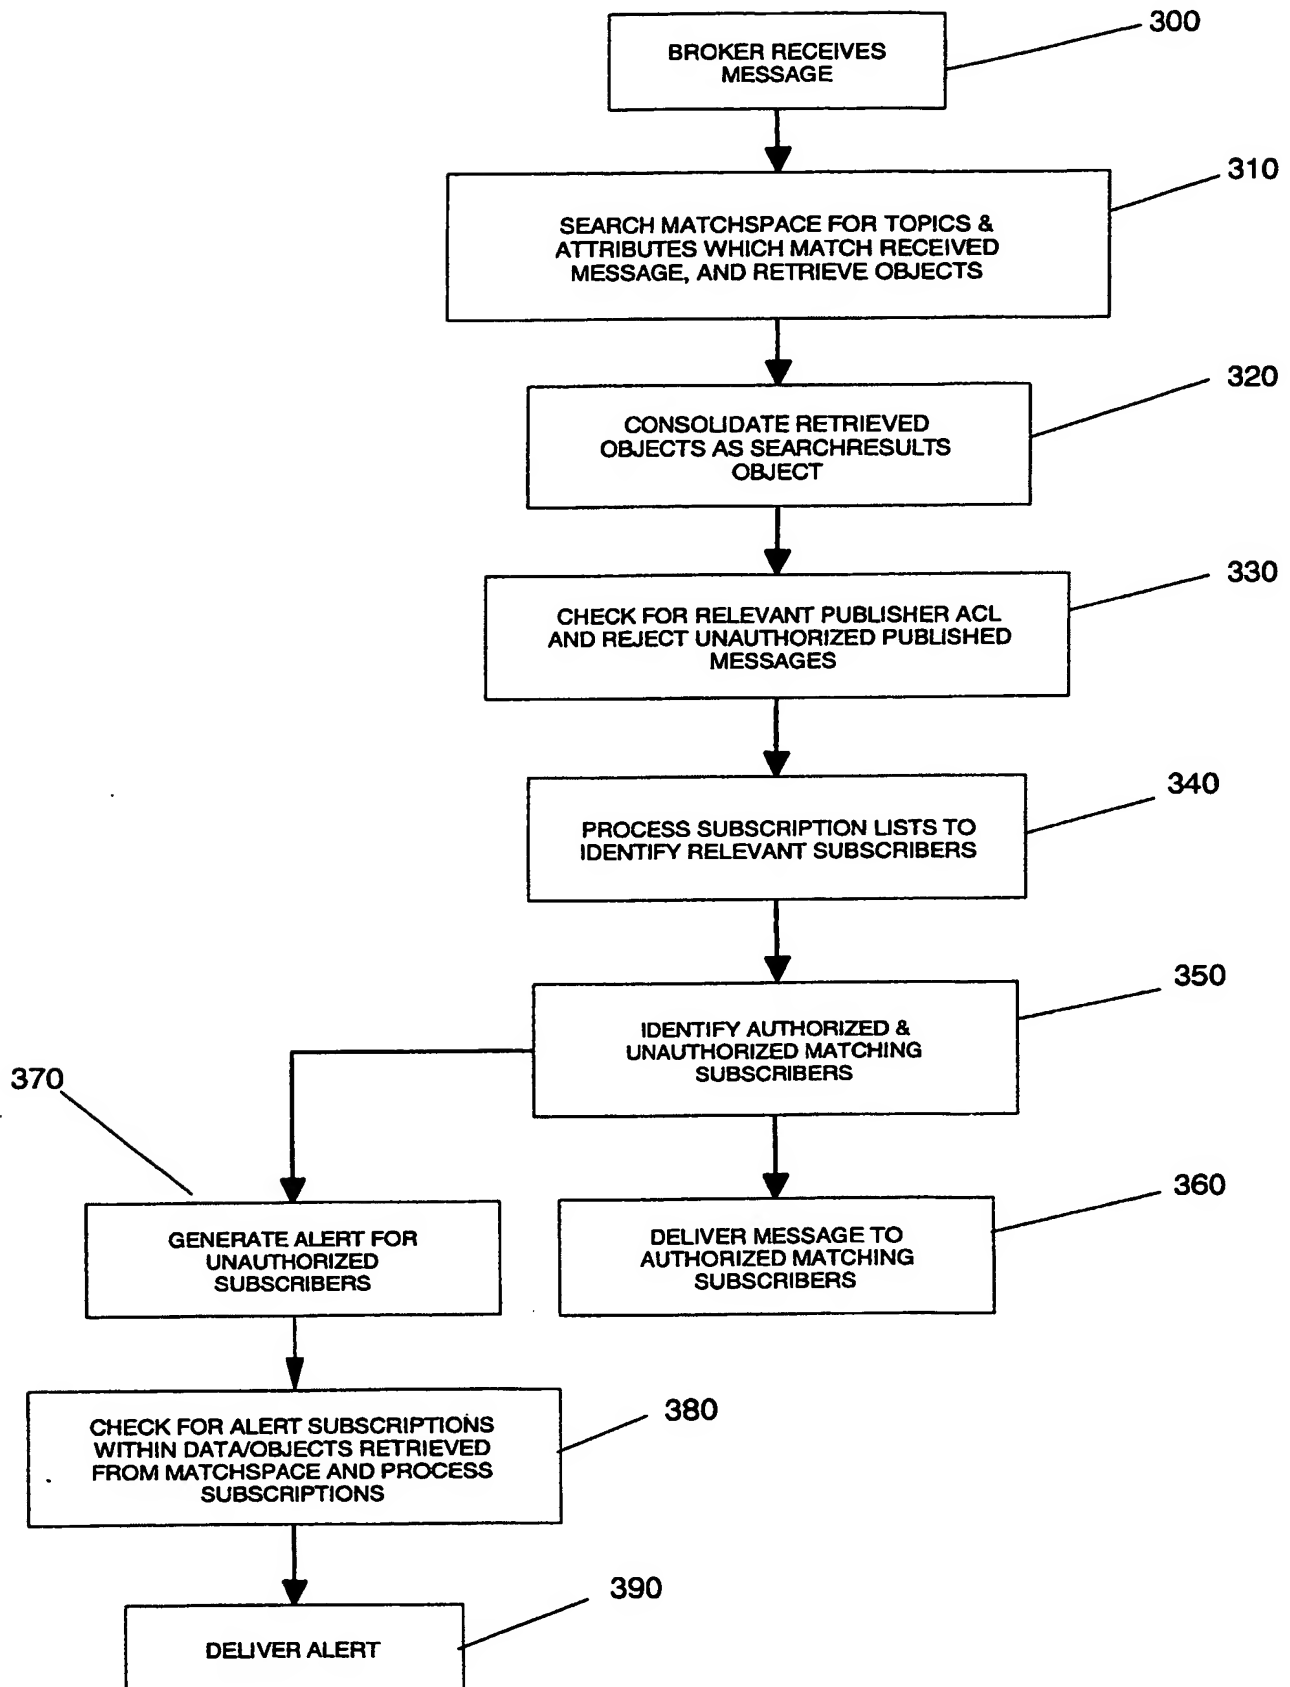 300
BROKER RECEIVES
MESSAGE
310
SEARCH MATCHSPACE FOR TOPICS &
ATTRIBUTES WHICH MATCH RECEIVED
MESSAGE, AND RETRIEVE OBJECTS
320
CONSOLIDATE RETRIEVED
OBJECTS AS SEARCHRESULTS
OBJECT
330
CHECK FOR RELEVANT PUBLISHER ACL
AND REJECT UNAUTHORIZED PUBLISHED
MESSAGES
340
PROCESS SUBSCRIPTION LISTS TO
IDENTIFY RELEVANT SUBSCRIBERS
350
IDENTIFY AUTHORIZED &
UNAUTHORIZED MATCHING
SUBSCRIBERS
370
GENERATE ALERT FOR
UNAUTHORIZED
SUBSCRIBERS
360
DELIVER MESSAGE TO
AUTHORIZED MATCHING
SUBSCRIBERS
380
CHECK FOR ALERT SUBSCRIPTIONS
WITHIN DATA/OBJECTS RETRIEVED
FROM MATCHSPACE AND PROCESS
SUBSCRIPTIONS
390
DELIVER ALERT